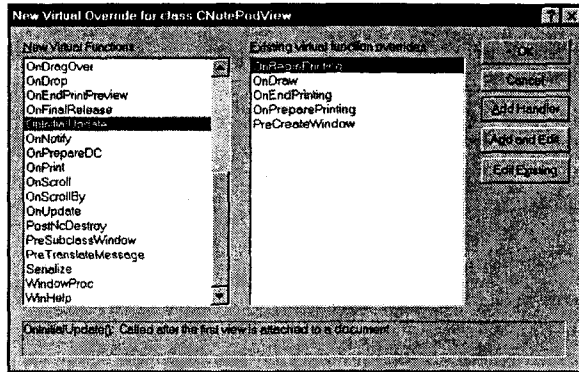 New Virtual Override for class CNotePodView
New Virtual Functions
Existing virtual function overrides
OnDragOver
OnDrop
OnEndPrintPreview
OnFinalRelease
OnInitialUpdate
OnNotify
OnPrepareDC
OnPrint
OnScroll
OnScrollBy
OnUpdate
PostNcDestroy
PreSubclassWindow
PreTranslateMessage
Serialize
WindowProc
WinHelp
OnBeginPrinting
OnDraw
OnEndPrinting
OnPreparePrinting
PreCreateWindow
OK
Cancel
Add Handler
Add and Edit
Edit Existing
OnInitialUpdate(): Called after the first view is attached to a document